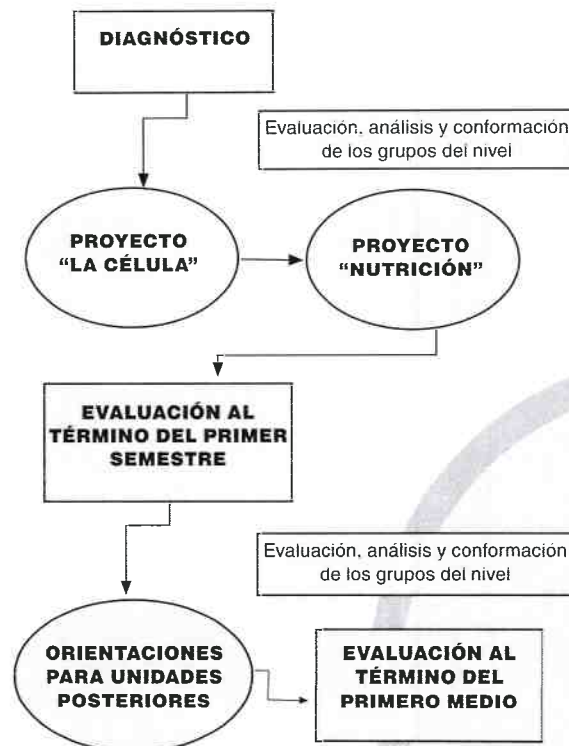 DIAGNÓSTICO
Evaluación, análisis y conformación
de los grupos del nivel
PROYECTO
“LA CÉLULA”
PROYECTO
“NUTRICIÓN”
EVALUACIÓN AL
TÉRMINO DEL PRIMER
SEMESTRE
Evaluación, análisis y conformación
de los grupos del nivel
ORIENTACIONES
PARA UNIDADES
POSTERIORES
EVALUACIÓN AL
TÉRMINO DEL
PRIMERO MEDIO